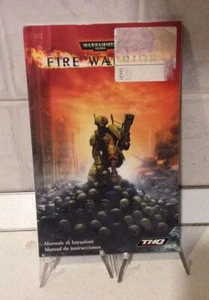 WARHAMMER
FIRE WARRIOR
Manuale di Istruzioni
Manual de instrucciones
THQ